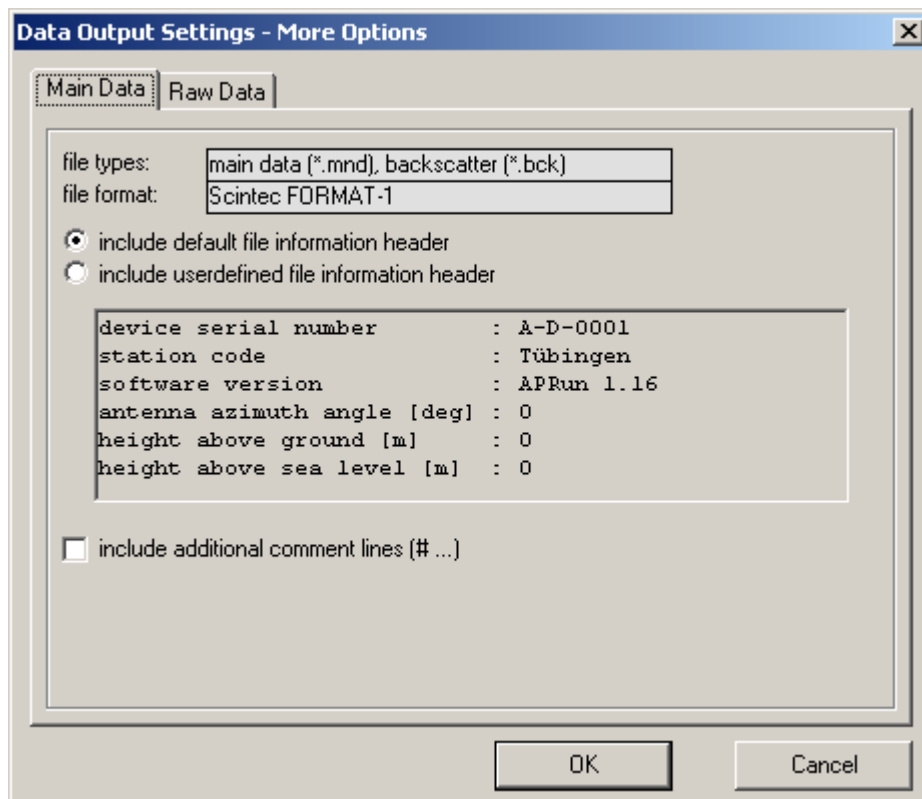 Data Output Settings - More Options
Main Data Raw Data
file types: main data (*.mnd), backscatter (*.bck)
file format: Scintec FORMAT-1
include default file information header
include userdefined file information header
device serial number : A-D-0001
station code : Tübingen
software version : APRun 1.16
antenna azimuth angle [deg] : 0
height above ground [m] : 0
height above sea level [m] : 0
include additional comment lines (# ...)
OK Cancel